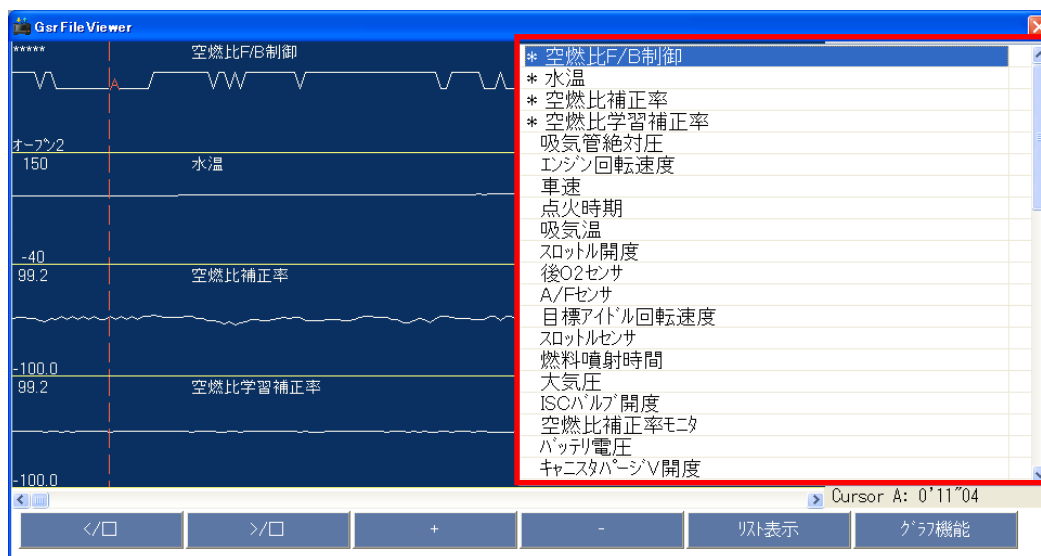 GsrFileViewer
*****
空燃比F/B制御
A
オープン2
150
水温
-40
99.2
空燃比補正率
-100.0
99.2
空燃比学習補正率
-100.0
* 空燃比F/B制御
* 水温
* 空燃比補正率
* 空燃比学習補正率
吸気管絶対圧
エンジン回転速度
車速
点火時期
吸気温
スロットル開度
後O2センサ
A/Fセンサ
目標アイドル回転速度
スロットルセンサ
燃料噴射時間
大気圧
ISCバルブ開度
空燃比補正率モニタ
バッテリ電圧
キャニスタパージV開度
Cursor A: 0'11"04
</□
>/□
+
-
リスト表示
グラフ機能